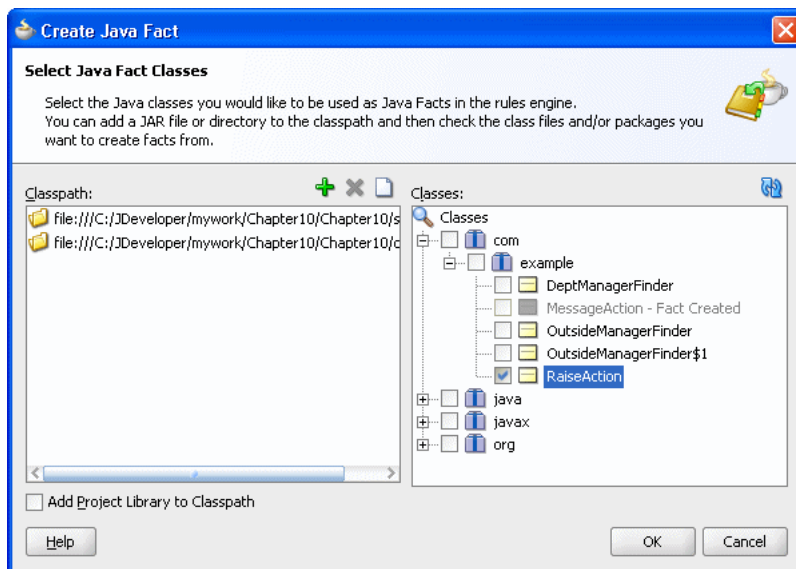 Create Java Fact
Select Java Fact Classes
Select the Java classes you would like to be used as Java Facts in the rules engine.
You can add a JAR file or directory to the classpath and then check the class files and/or packages you
want to create facts from.
Classpath:
file:///C:/JDeveloper/mywork/Chapter10/Chapter10/s
file:///C:/JDeveloper/mywork/Chapter10/Chapter10/c
Add Project Library to Classpath
Classes:
Classes
com
example
DeptManagerFinder
MessageAction - Fact Created
OutsideManagerFinder
OutsideManagerFinder$1
RaiseAction
java
javax
org
Help
OK
Cancel